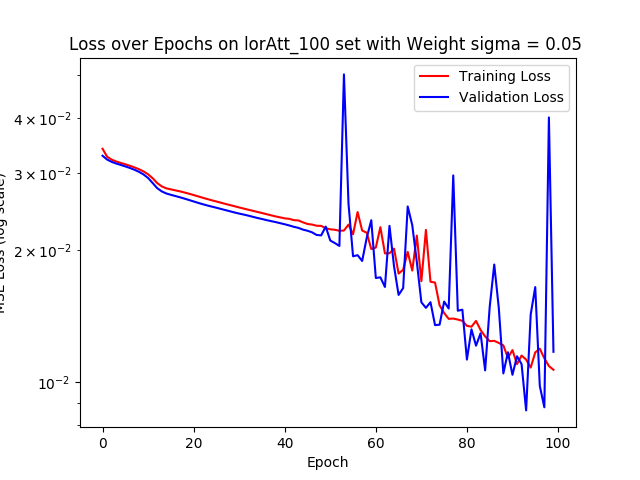 Loss over Epochs on lorAtt_100 set with Weight sigma = 0.05
Training Loss
Validation Loss
4 × 10⁻²
3 × 10⁻²
2 × 10⁻²
10⁻²
MSE Loss (log scale)
0 20 40 60 80 100
Epoch